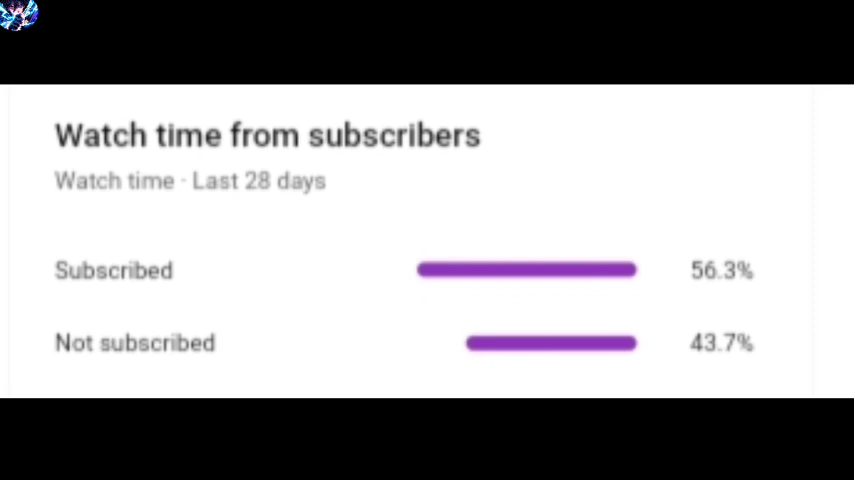 Watch time from subscribers
Watch time · Last 28 days
Subscribed 56.3%
Not subscribed 43.7%